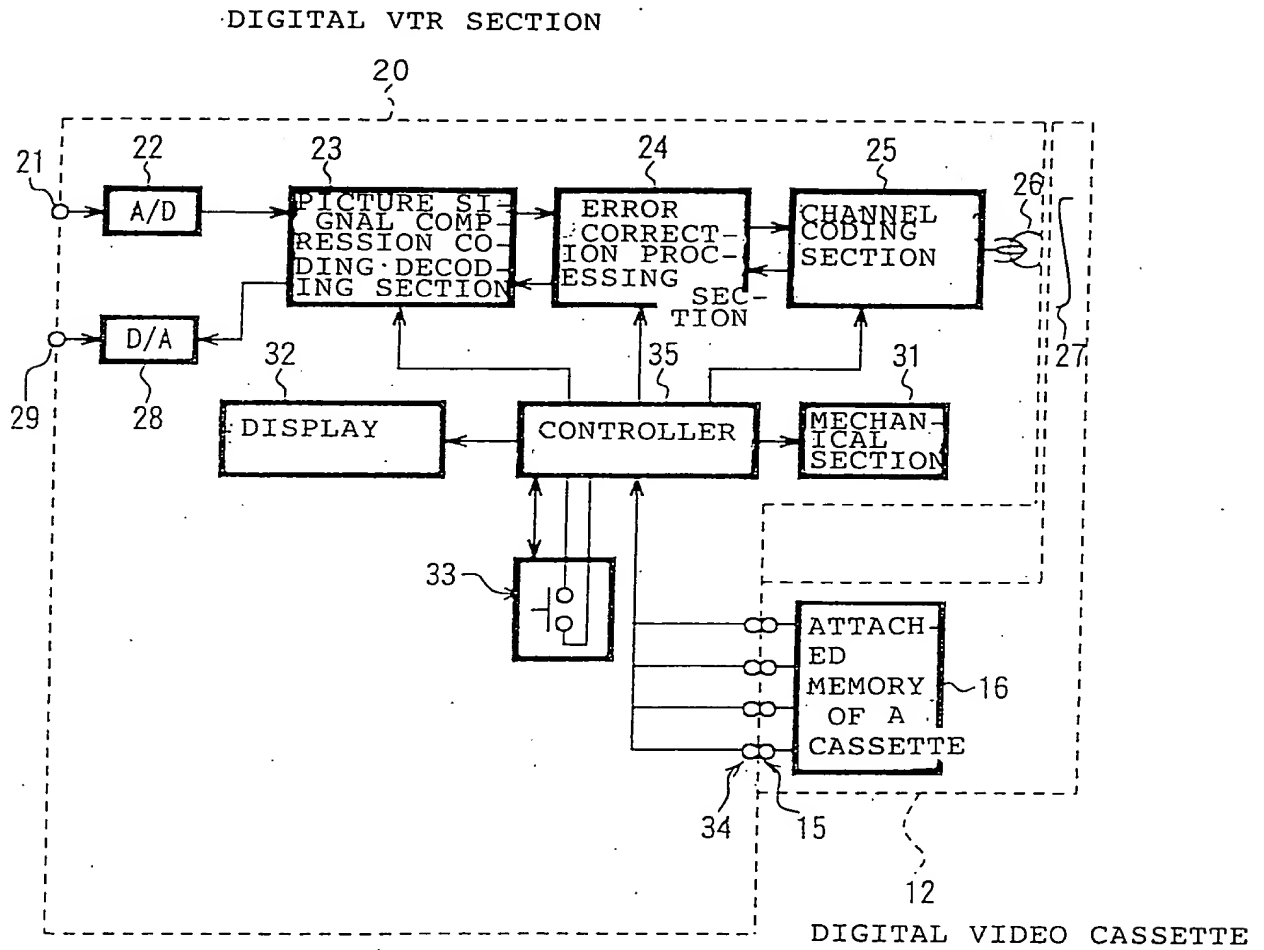 DIGITAL VTR SECTION
20
21
22
23
24
25
26
A/D
PICTURE SI-
GNAL COMP
RESSION CO-
DING DECOD-
ING SECTION
ERROR
CORRECT-
ION PROC-
ESSING
SEC-
TION
CHANNEL
CODING
SECTION
27
D/A
29
28
32
35
31
DISPLAY
CONTROLLER
MECHAN-
ICAL
SECTION
33
ATTACH-
ED
MEMORY
OF A
CASSETTE
16
34
15
12
DIGITAL VIDEO CASSETTE